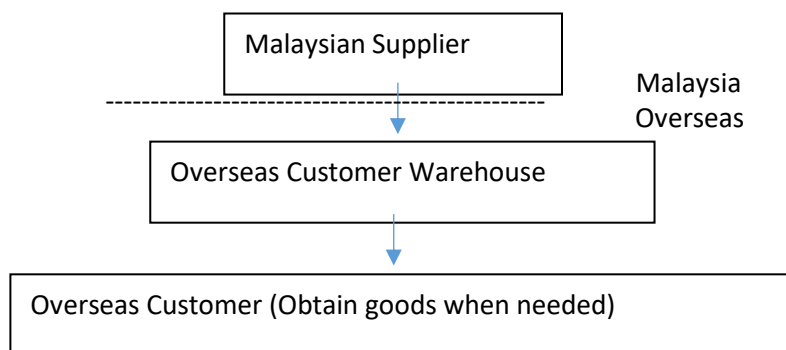 Malaysian Supplier
Malaysia
Overseas
Overseas Customer Warehouse
Overseas Customer (Obtain goods when needed)